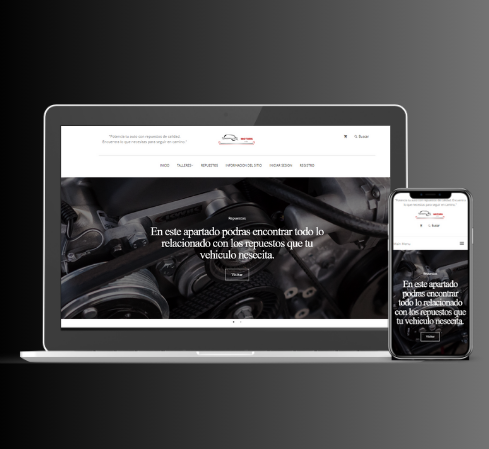 "Potencia tu auto con repuestos de calidad.
Encuentra lo que necesitas para seguir en camino."
Buscar
INICIO TALLERES REPUESTOS INFORMACION DEL SITIO INICIAR SESION REGISTRO
Repuestos
En este apartado podras encontrar todo lo
relacionado con los repuestos que tu
vehiculo nesecita.
Visitar
Buscar
Repuestos
En este apartado
podras encontrar
todo lo relacionado
con los repuestos que
tu vehiculo nesecita.
Visitar